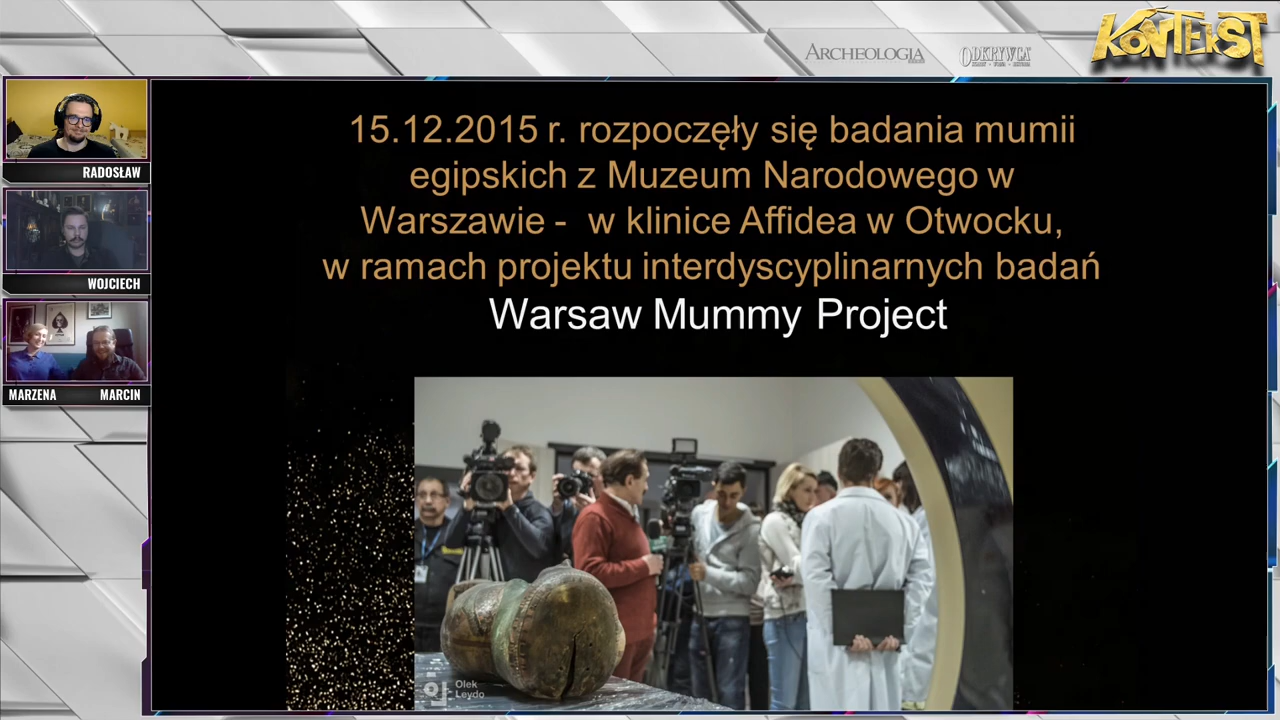 ARCHEOLOGIA
ODKRYWCA
KONTEKST
RADOSŁAW
WOJCIECH
MARZENA MARCIN
15.12.2015 r. rozpoczęły się badania mumii
egipskich z Muzeum Narodowego w
Warszawie - w klinice Affidea w Otwocku,
w ramach projektu interdyscyplinarnych badań
Warsaw Mummy Project
Olek
Leydo